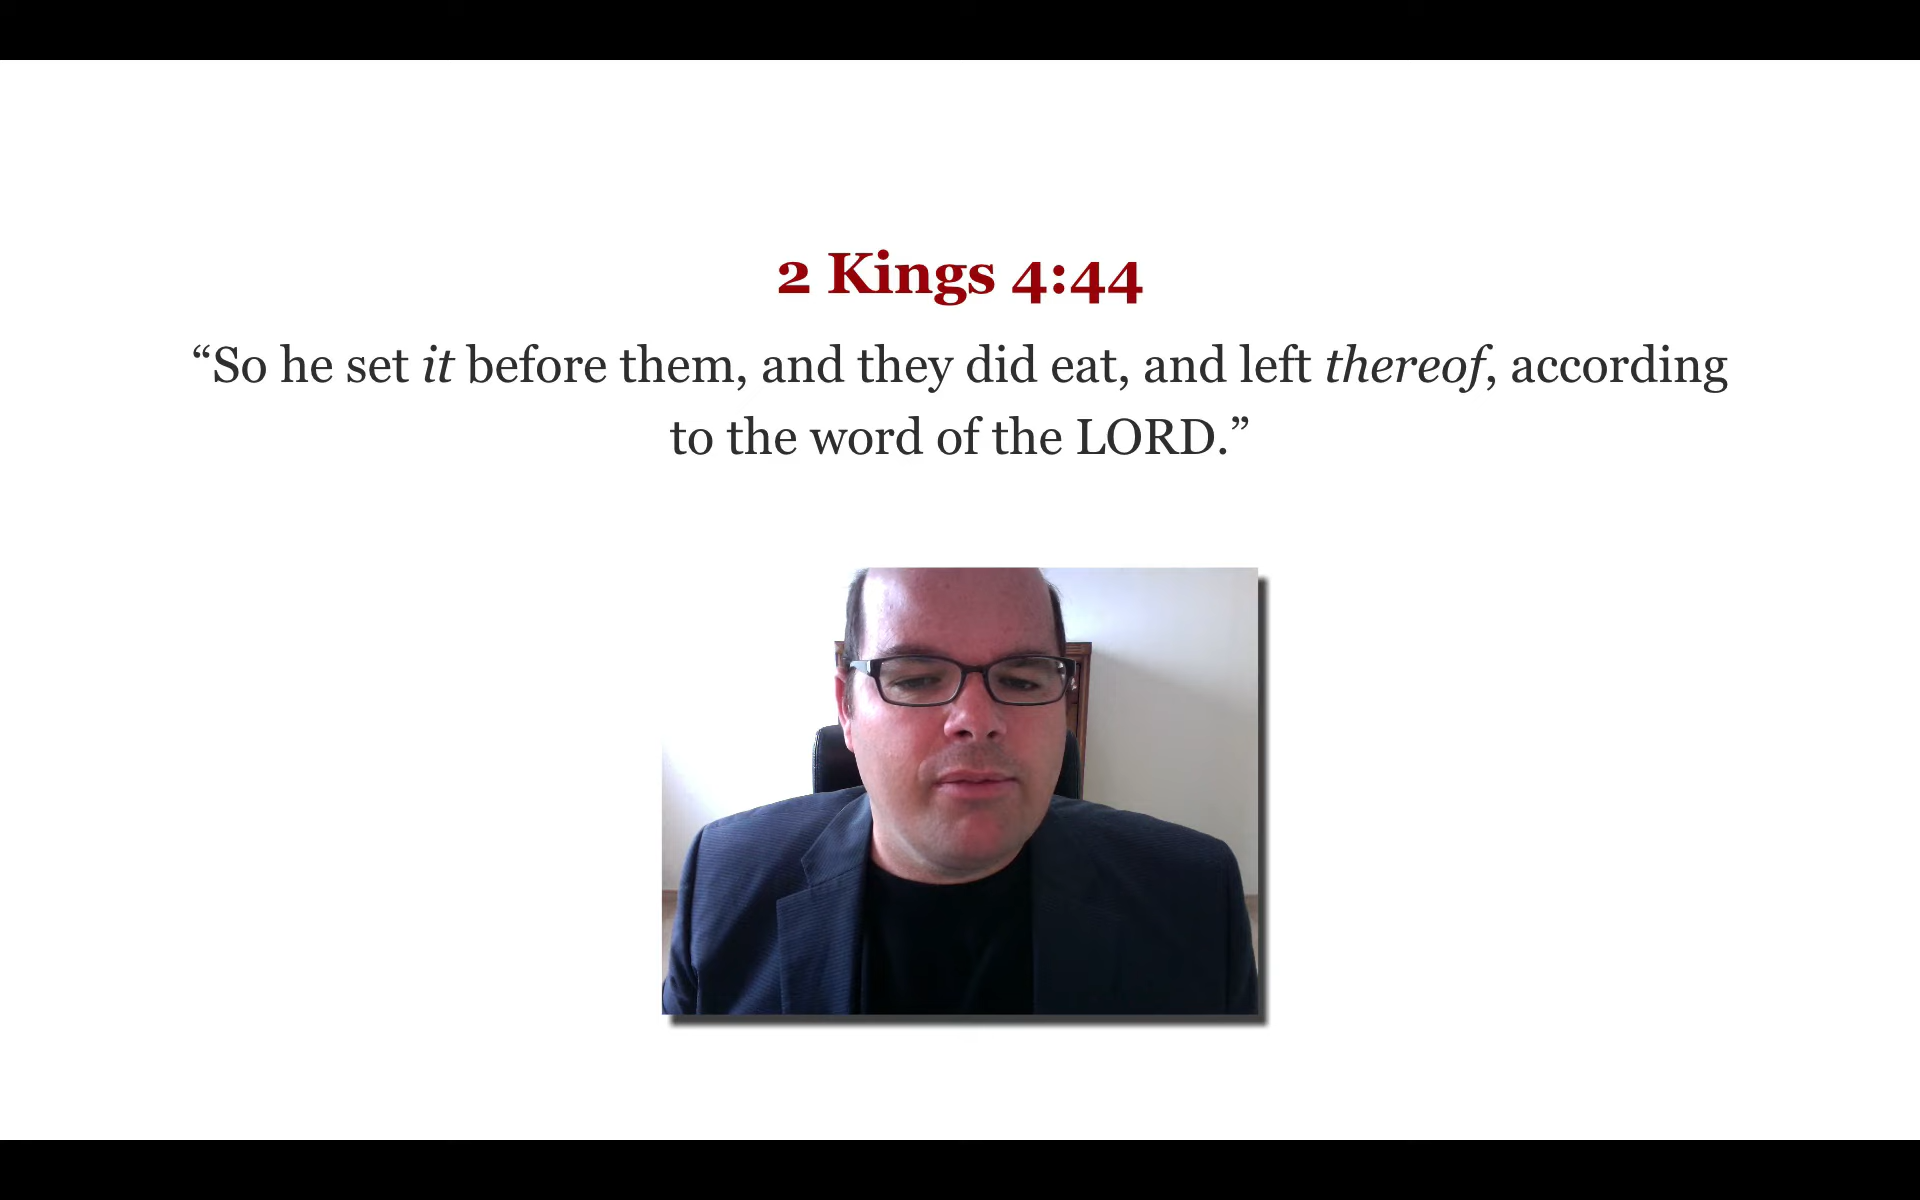 2 Kings 4:44
“So he set it before them, and they did eat, and left thereof, according
to the word of the LORD.”